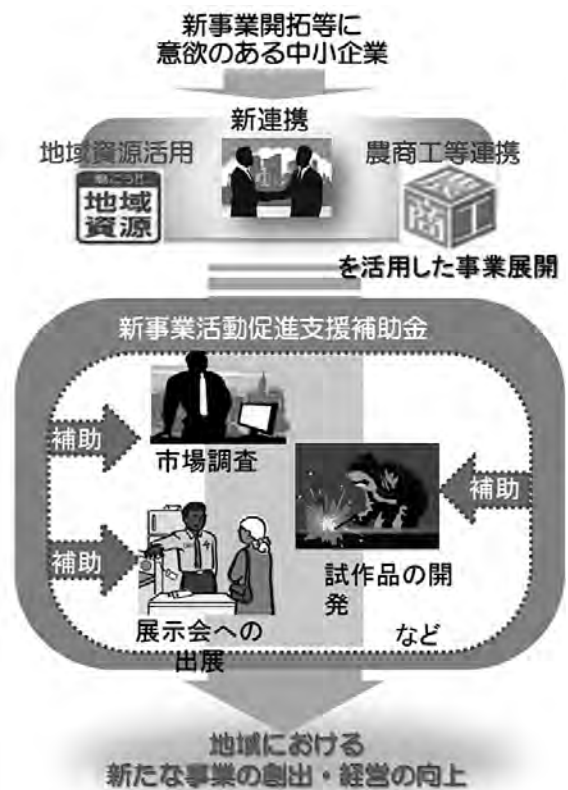 新事業開拓等に
意欲のある中小企業
新連携
地域資源活用
農商工等連携
地域
資源
を活用した事業展開
新事業活動促進支援補助金
補助
市場調査
補助
補助
展示会への
出展
試作品の開
発
など
地域における
新たな事業の創出・経営の向上